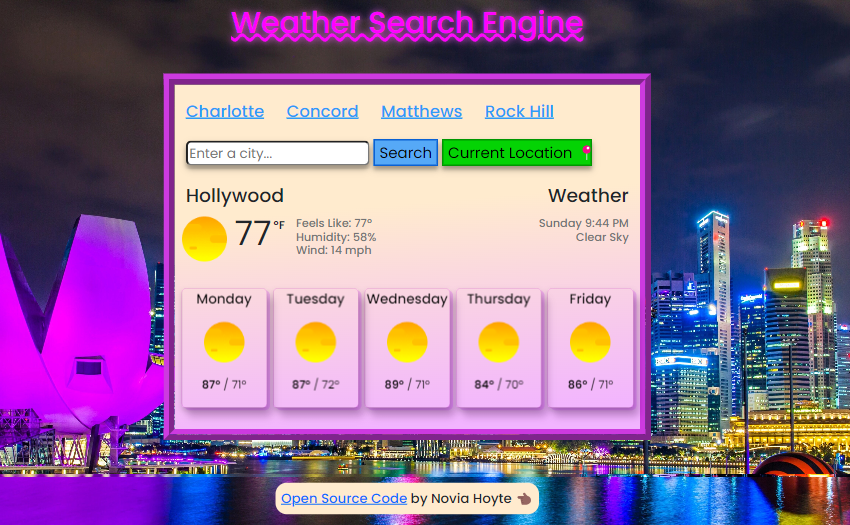 Weather Search Engine
Charlotte Concord Matthews Rock Hill
Enter a city... Search Current Location
Hollywood Weather
77 °F
Feels Like: 77°
Humidity: 58%
Wind: 14 mph
Sunday 9:44 PM
Clear Sky
Monday Tuesday Wednesday Thursday Friday
87° / 71° 87° / 72° 89° / 71° 84° / 70° 86° / 71°
Open Source Code by Novia Hoyte